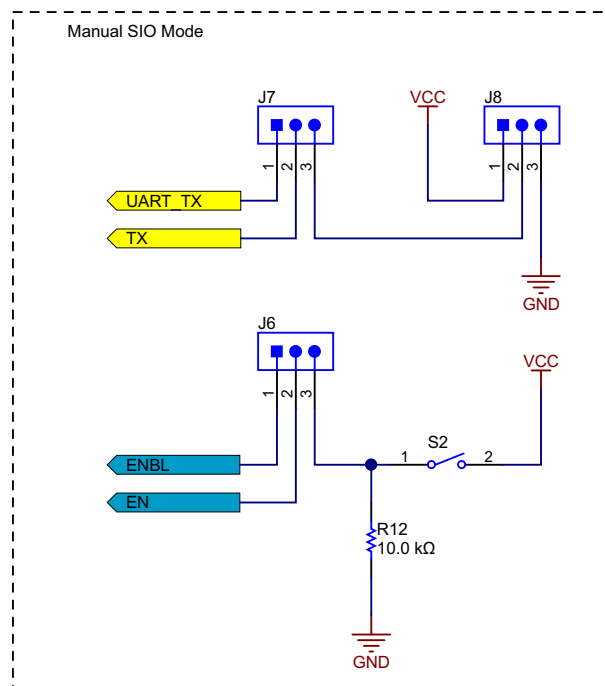 Manual SIO Mode
J7
VCC
J8
1
2
3
1
2
3
UART_TX
TX
GND
J6
VCC
1
2
3
S2
1
2
ENBL
EN
R12
10.0 kΩ
GND